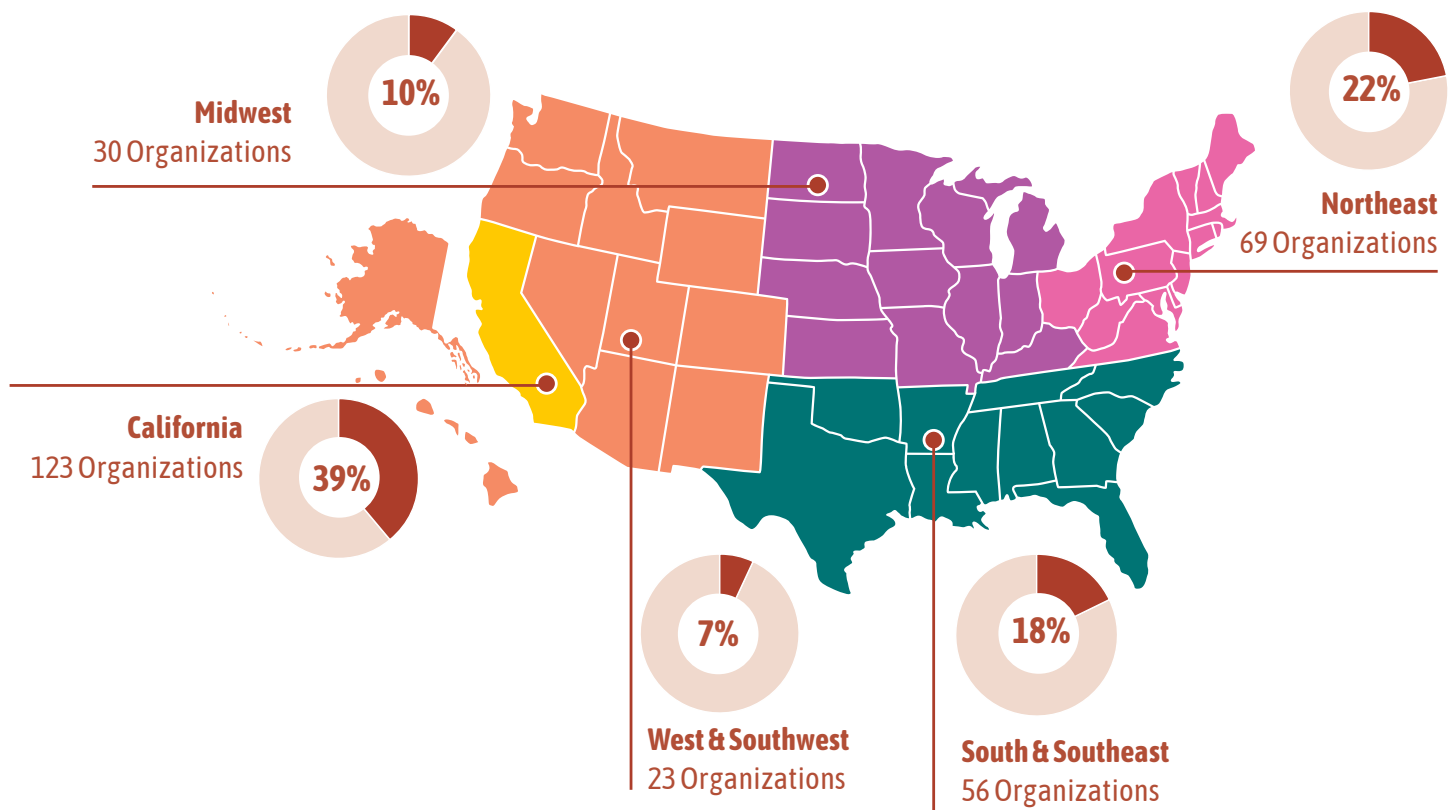 10%
Midwest
30 Organizations
22%
Northeast
69 Organizations
California
123 Organizations
39%
7%
West & Southwest
23 Organizations
18%
South & Southeast
56 Organizations